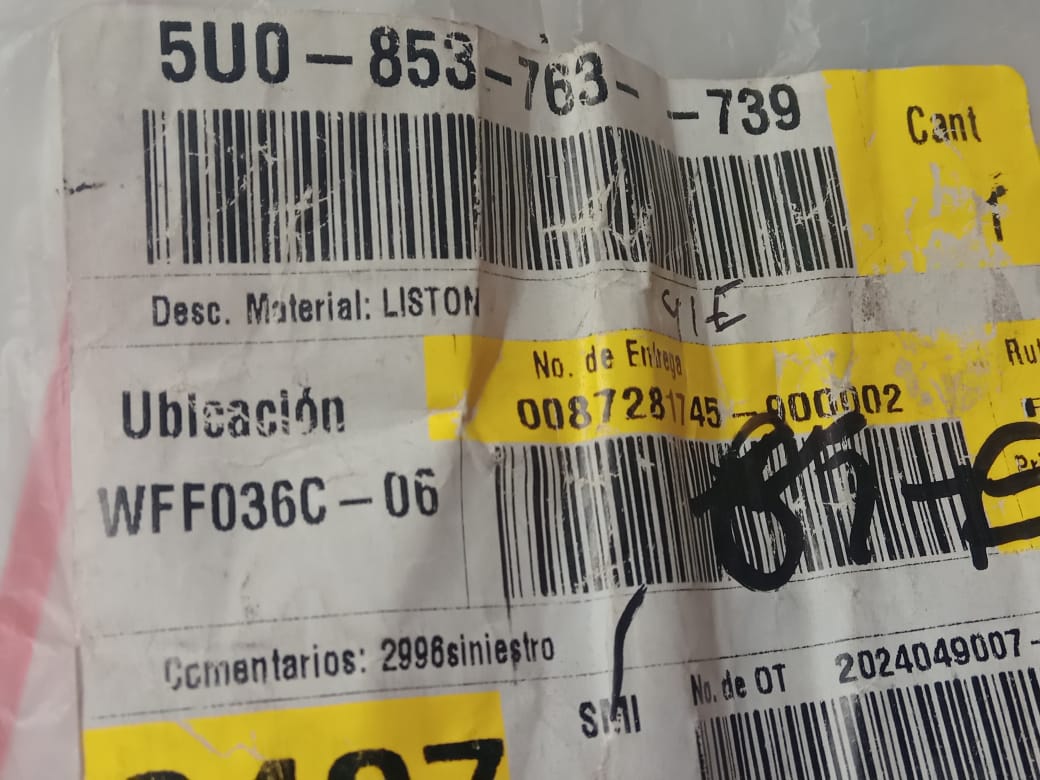 5U0-853-763- -739
Cant
1
Desc. Material: LISTON
No. de Entrega
0087281745-000002
Ubicación
WFF036C-06
Comentarios: 2996siniestro
SMI
No. de OT 2024049007-